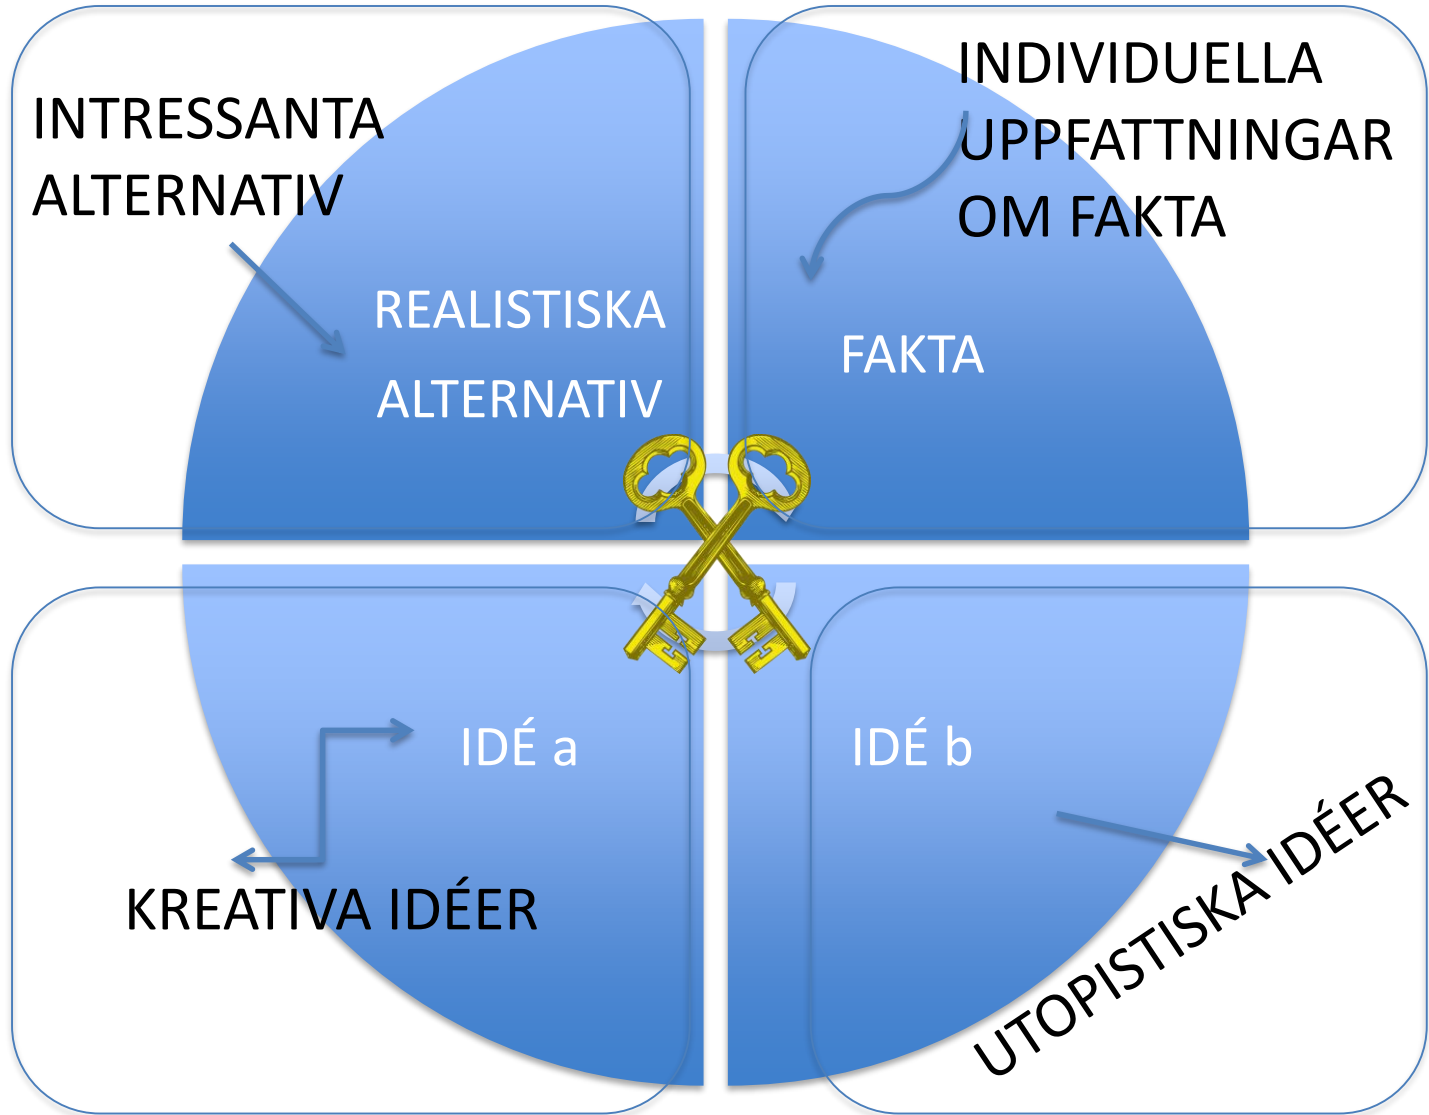 INTRESSANTA
ALTERNATIV
REALISTISKA
ALTERNATIV
INDIVIDUELLA
UPPFATTNINGAR
OM FAKTA
FAKTA
IDÉ a
KREATIVA IDÉER
IDÉ b
UTOPISTISKA IDÉER